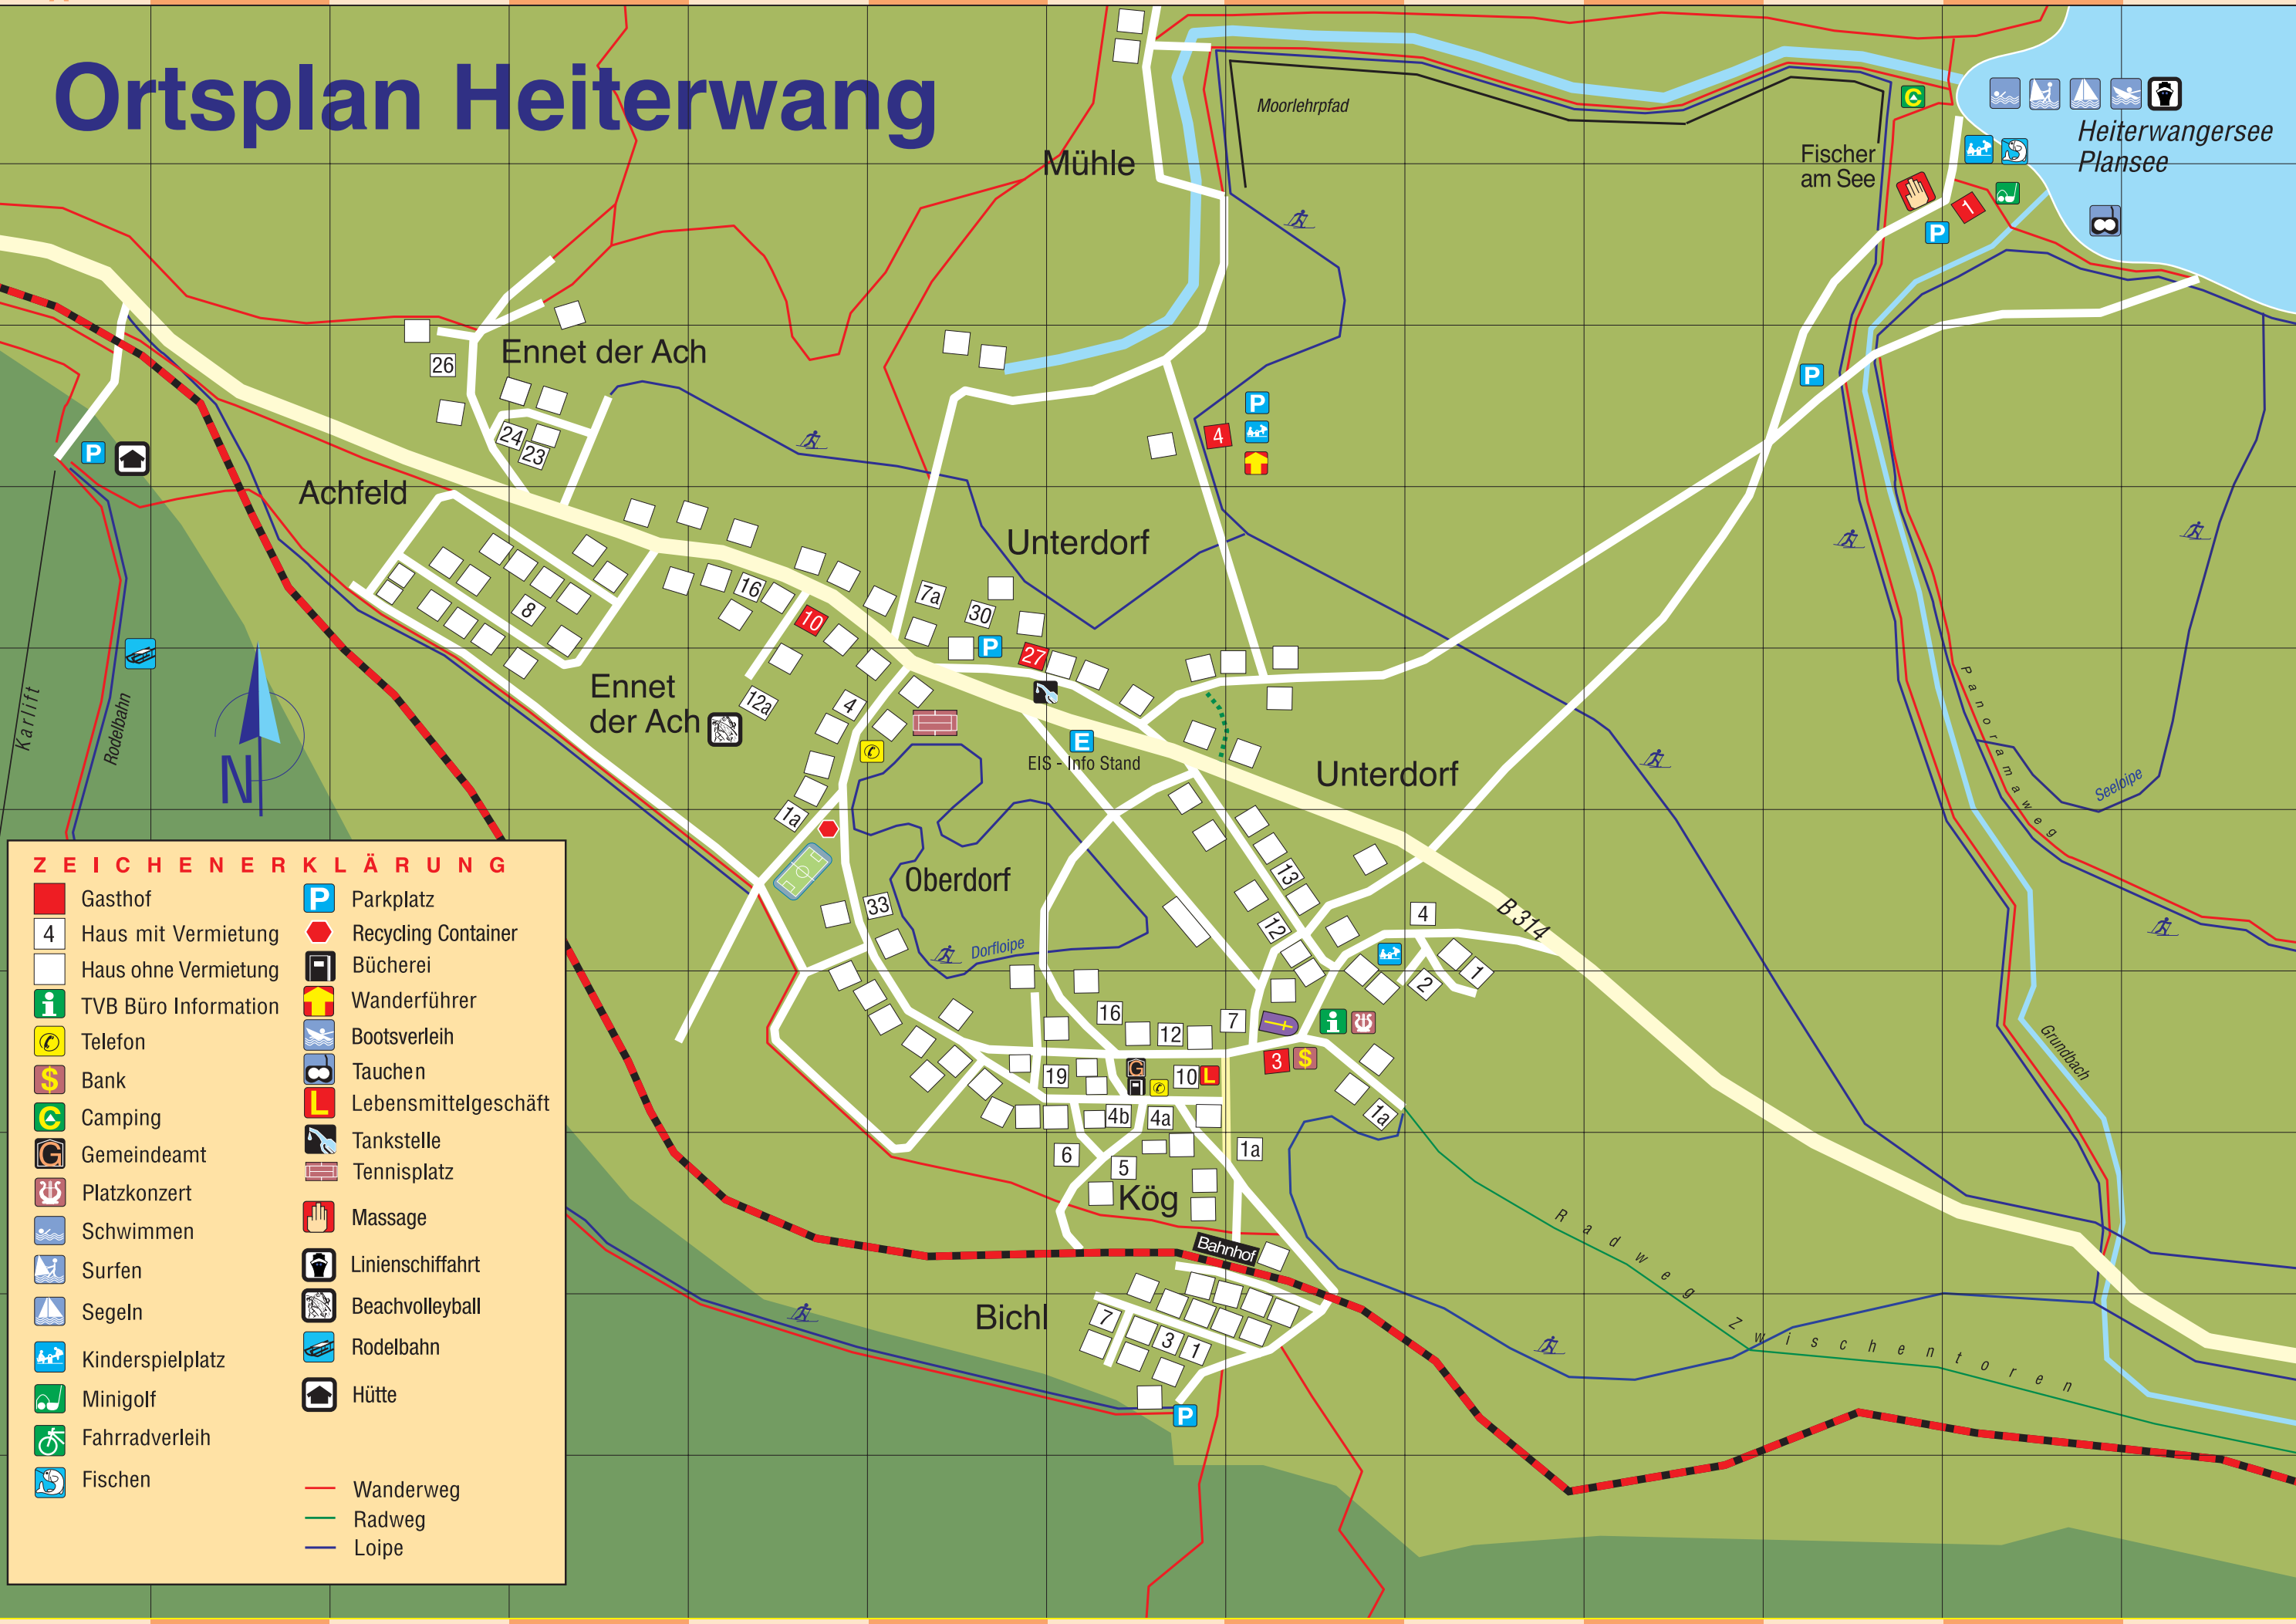 Ortsplan Heiterwang
Moorlehrpfad
Mühle
C
Heiterwangersee
Plansee
Fischer
am See
1
P
Ennet der Ach
26
24
23
P
P
4
P
Achfeld
Unterdorf
16
10
7a
30
P
27
8
Karlift
Rodelbahn
N
Ennet
der Ach
12a
4
E
EIS - Info Stand
Unterdorf
Panoramaweg
Seeloipe
1a
Oberdorf
33
13
12
4
B 314
Dorfloipe
1
2
16
12
7
i
3
$
Grundbach
19
G
10
L
4b
4a
1a
6
5
1a
Kög
Bahnhof
Radweg Zwischentoren
Bichl
7
3
1
P
ZEICHENERKLÄRUNG
Gasthof
4 Haus mit Vermietung
Haus ohne Vermietung
i TVB Büro Information
Telefon
$ Bank
C Camping
G Gemeindeamt
Platzkonzert
Schwimmen
Surfen
Segeln
Kinderspielplatz
Minigolf
Fahrradverleih
Fischen
P Parkplatz
Recycling Container
Bücherei
Wanderführer
Bootsverleih
Tauchen
L Lebensmittelgeschäft
Tankstelle
Tennisplatz
Massage
Linienschiffahrt
Beachvolleyball
Rodelbahn
Hütte
Wanderweg
Radweg
Loipe